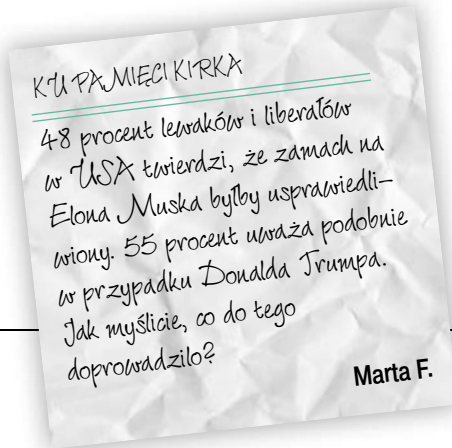 KU PAMIĘCI KIRKA
48 procent lewaków i liberałów
w USA twierdzi, że zamach na
Elona Muska byłby usprawiedli-
wiony. 55 procent uważa podobnie
w przypadku Donalda Trumpa.
Jak myślicie, co do tego
doprowadziło?
Marta F.